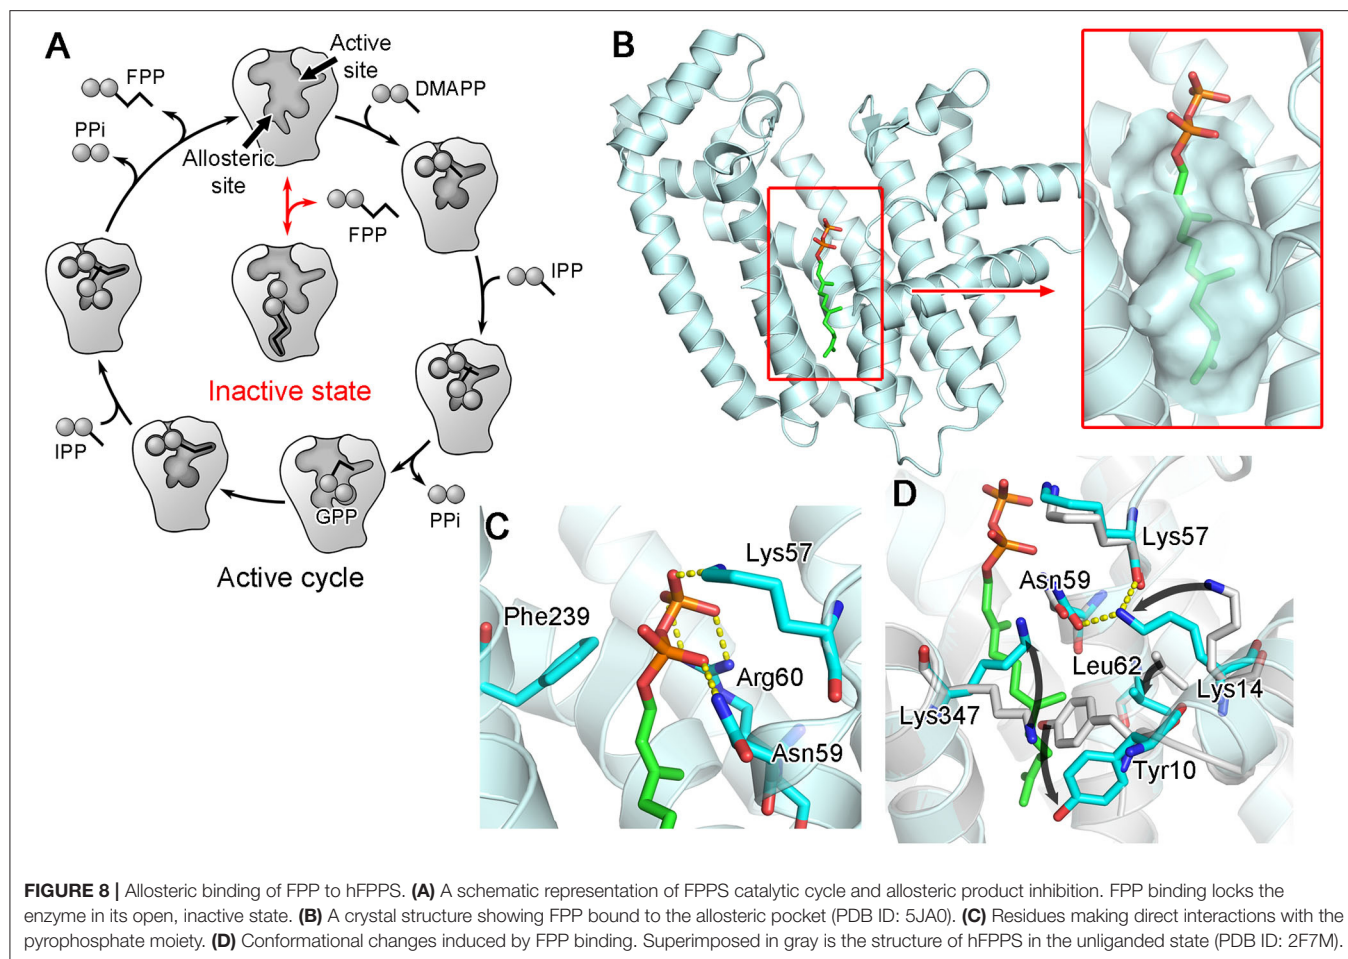 A
Active
site
FPP
DMAPP
PPi
Allosteric
site
FPP
IPP
Inactive state
IPP
GPP
PPi
Active cycle
B
C
Lys57
Phe239
Arg60
Asn59
D
Lys57
Asn59
Leu62
Lys14
Lys347
Tyr10
FIGURE 8 | Allosteric binding of FPP to hFPPS. (A) A schematic representation of FPPS catalytic cycle and allosteric product inhibition. FPP binding locks the
enzyme in its open, inactive state. (B) A crystal structure showing FPP bound to the allosteric pocket (PDB ID: 5JA0). (C) Residues making direct interactions with the
pyrophosphate moiety. (D) Conformational changes induced by FPP binding. Superimposed in gray is the structure of hFPPS in the unliganded state (PDB ID: 2F7M).